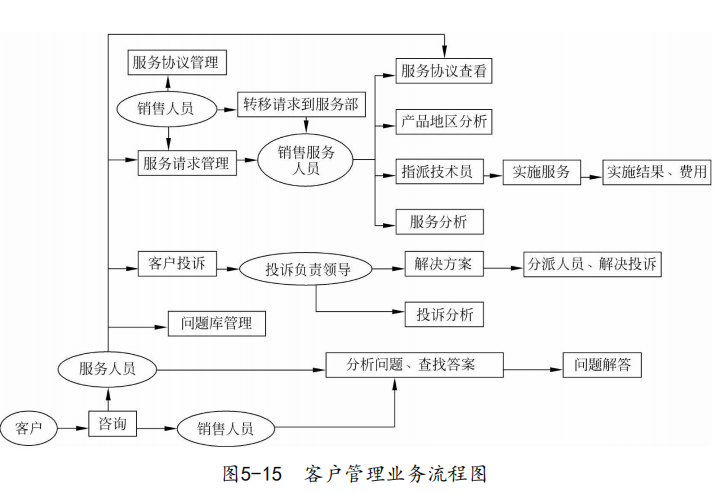 服务协议管理
服务协议查看
销售人员
转移请求到服务部
产品地区分析
服务请求管理
销售服务
人员
指派技术员
实施服务
实施结果、费用
服务分析
客户投诉
投诉负责领导
解决方案
分派人员、解决投诉
投诉分析
问题库管理
服务人员
分析问题、查找答案
问题解答
客户
咨询
销售人员
图5-15 客户管理业务流程图